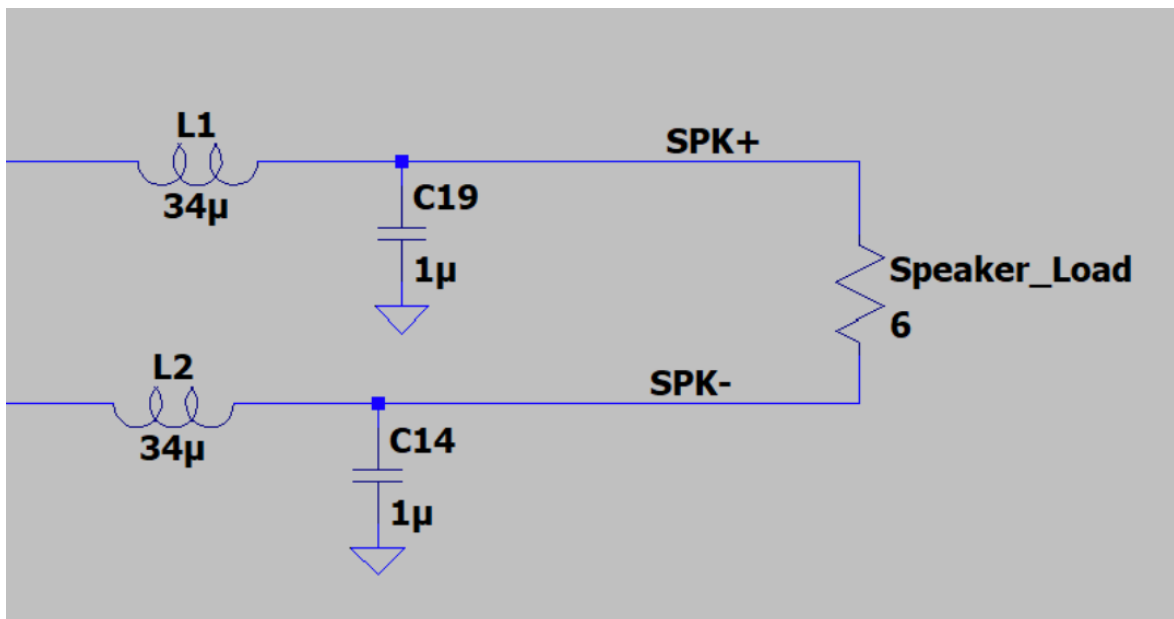 L1
34µ
SPK+
C19
1µ
Speaker_Load
6
L2
34µ
SPK-
C14
1µ